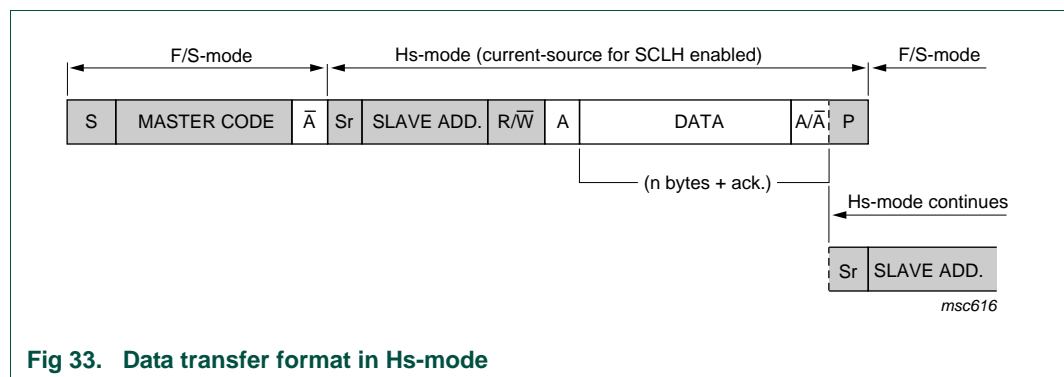 F/S-mode Hs-mode (current-source for SCLH enabled) F/S-mode
S MASTER CODE A̅ Sr SLAVE ADD. R/W̅ A DATA A/A̅ P
(n bytes + ack.)
Hs-mode continues
Sr SLAVE ADD.
msc616
Fig 33. Data transfer format in Hs-mode